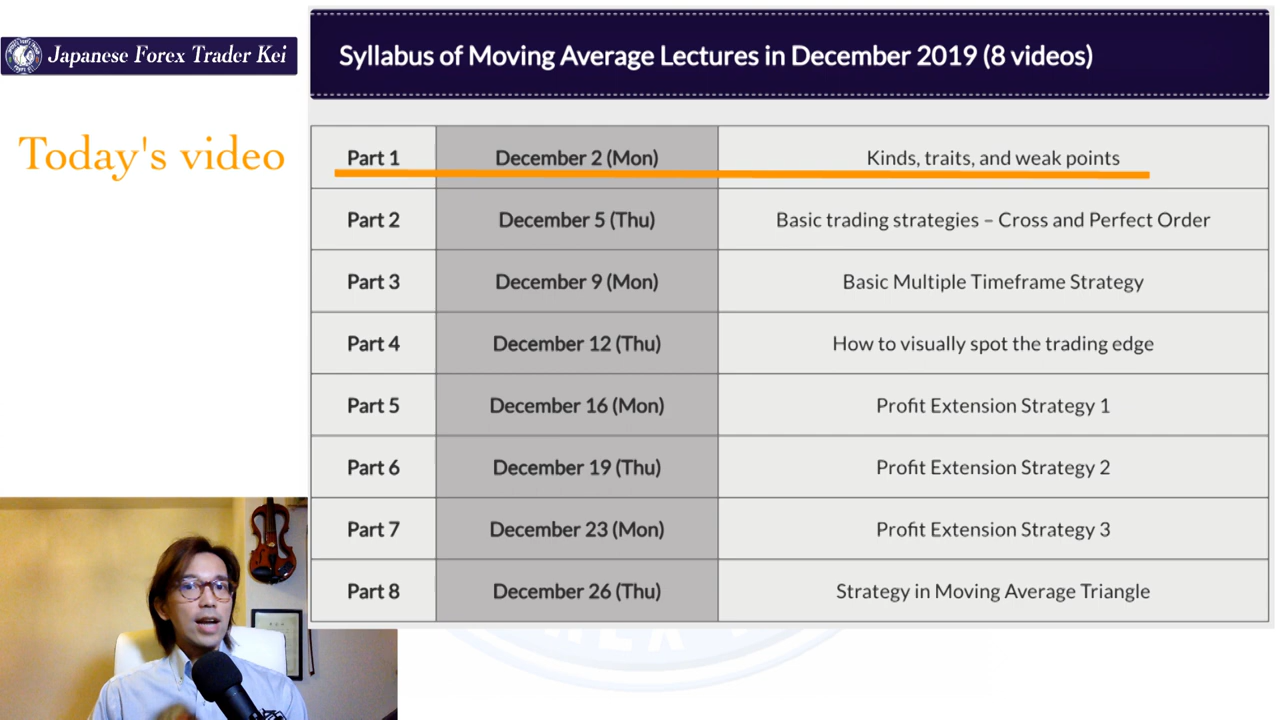 Japanese Forex Trader Kei
Syllabus of Moving Average Lectures in December 2019 (8 videos)
Today's video
Part 1 December 2 (Mon) Kinds, traits, and weak points
Part 2 December 5 (Thu) Basic trading strategies – Cross and Perfect Order
Part 3 December 9 (Mon) Basic Multiple Timeframe Strategy
Part 4 December 12 (Thu) How to visually spot the trading edge
Part 5 December 16 (Mon) Profit Extension Strategy 1
Part 6 December 19 (Thu) Profit Extension Strategy 2
Part 7 December 23 (Mon) Profit Extension Strategy 3
Part 8 December 26 (Thu) Strategy in Moving Average Triangle